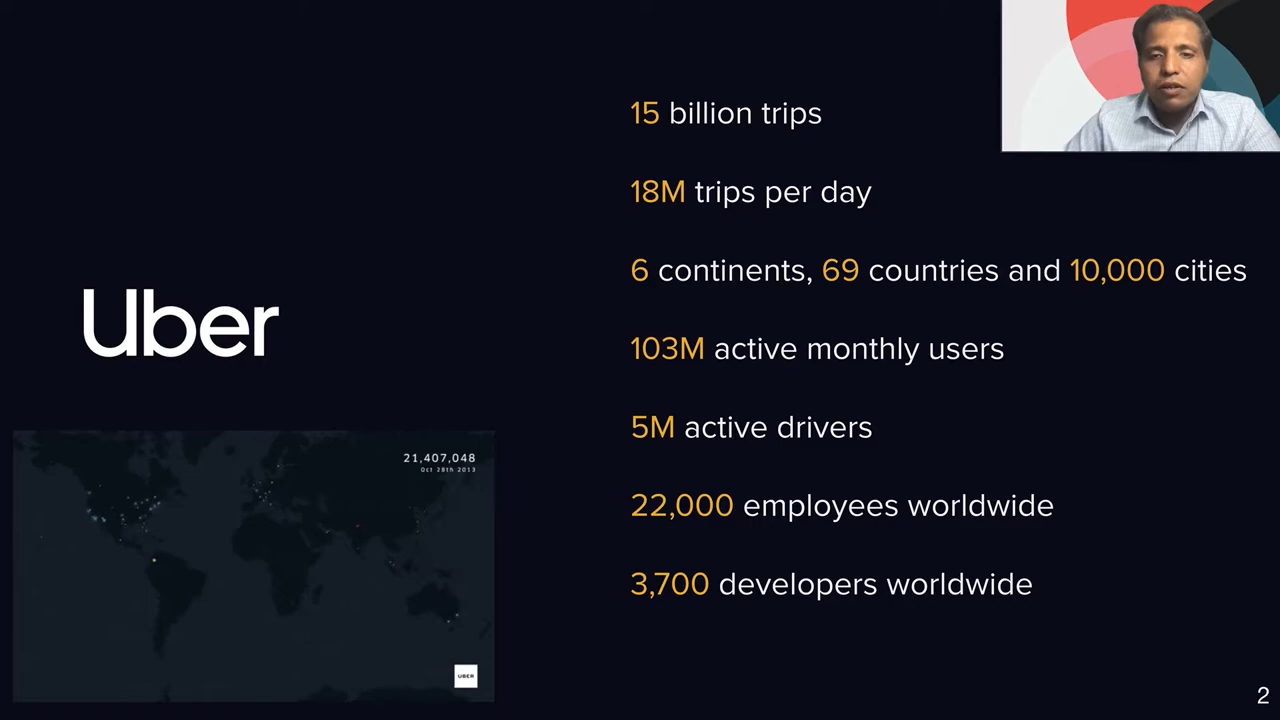 15 billion trips
18M trips per day
6 continents, 69 countries and 10,000 cities
Uber
103M active monthly users
5M active drivers
21,407,048
Oct 28th 2013
22,000 employees worldwide
3,700 developers worldwide
UBER
2